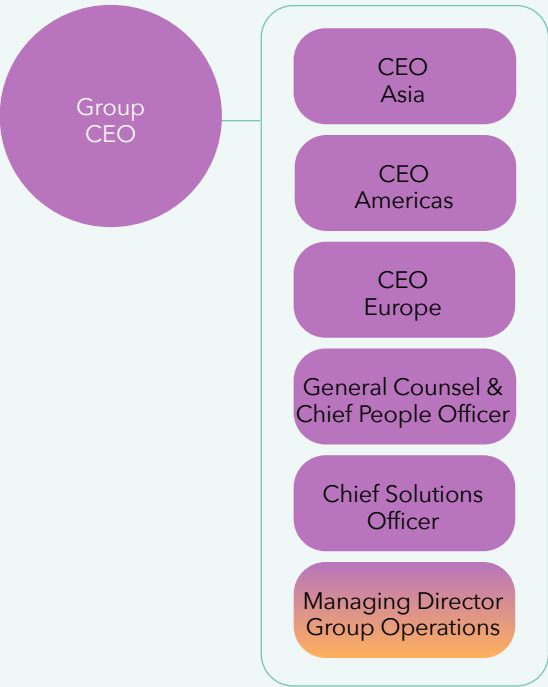 Group
CEO
CEO
Asia
CEO
Americas
CEO
Europe
General Counsel &
Chief People Officer
Chief Solutions
Officer
Managing Director
Group Operations